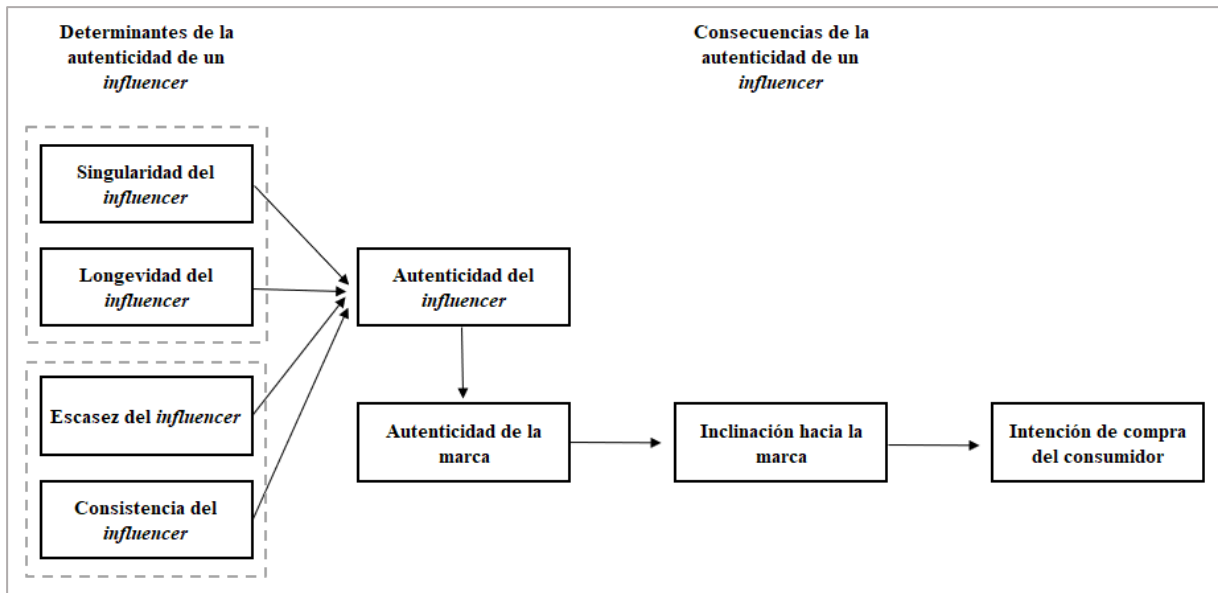 Determinantes de la
autenticidad de un
influencer
Consecuencias de la
autenticidad de un
influencer
Singularidad del
influencer
Longevidad del
influencer
Autenticidad del
influencer
Escasez del influencer
Consistencia del
influencer
Autenticidad de la
marca
Inclinación hacia la
marca
Intención de compra
del consumidor